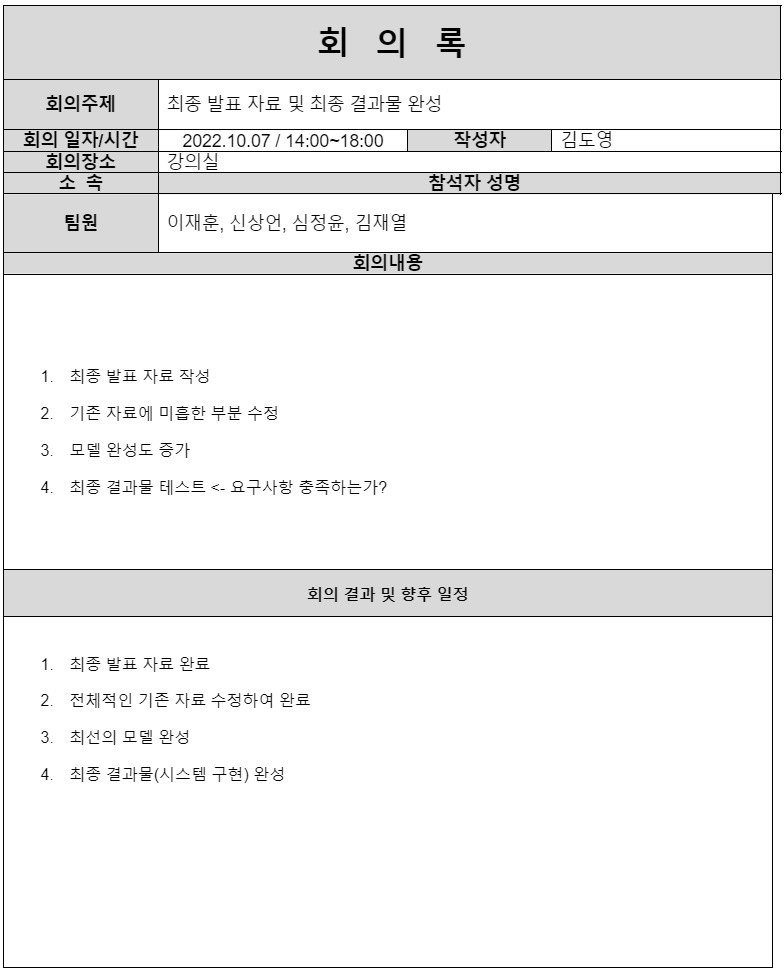 회 의 록
회의주제 최종 발표 자료 및 최종 결과물 완성
회의 일자/시간 2022.10.07 / 14:00~18:00 작성자 김도영
회의장소 강의실
소 속 참석자 성명
팀원 이재훈, 신상언, 심정윤, 김재열
회의내용
1. 최종 발표 자료 작성
2. 기존 자료에 미흡한 부분 수정
3. 모델 완성도 증가
4. 최종 결과물 테스트 <- 요구사항 충족하는가?
회의 결과 및 향후 일정
1. 최종 발표 자료 완료
2. 전체적인 기존 자료 수정하여 완료
3. 최선의 모델 완성
4. 최종 결과물(시스템 구현) 완성